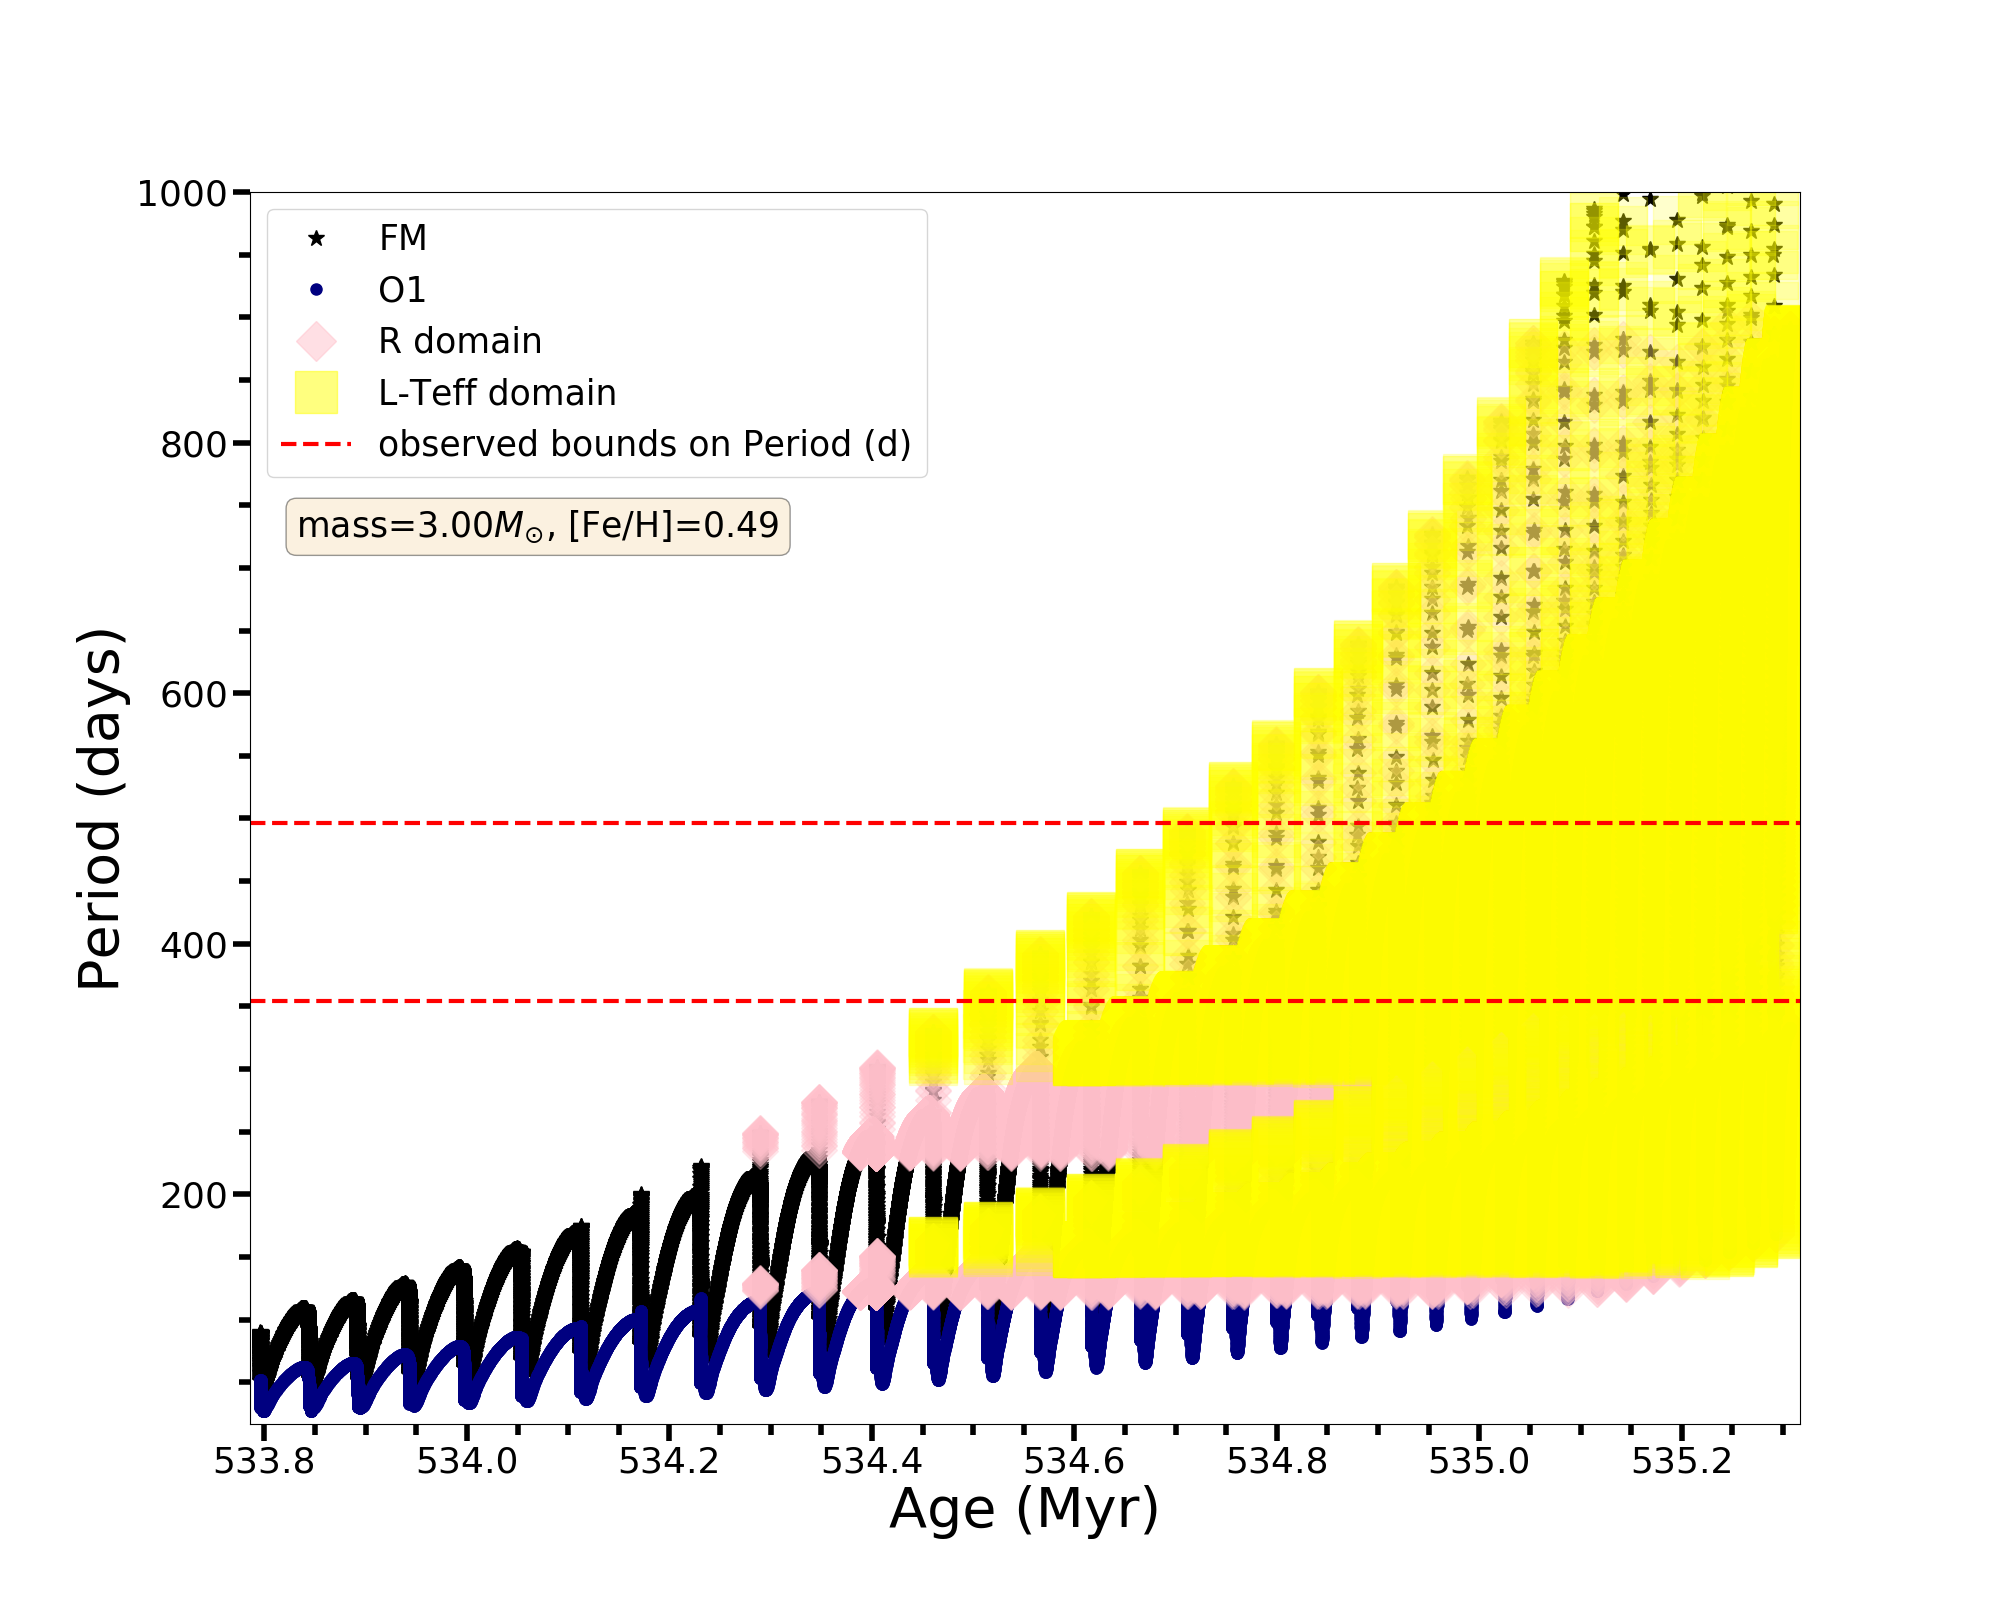 1000
800
600
400
200
Period (days)
FM
O1
R domain
L-Teff domain
observed bounds on Period (d)
mass=3.00M☉, [Fe/H]=0.49
533.8 534.0 534.2 534.4 534.6 534.8 535.0 535.2
Age (Myr)